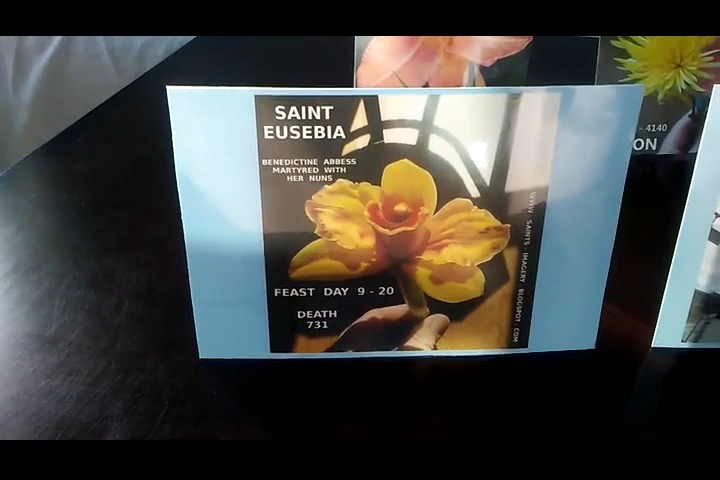 SAINT
EUSEBIA
BENEDICTINE ABBESS
MARTYRED WITH
HER NUNS
FEAST DAY 9 - 20
DEATH
731
WWW SAINTS - IMAGERY BLOGSPOT COM
- 4140
ON